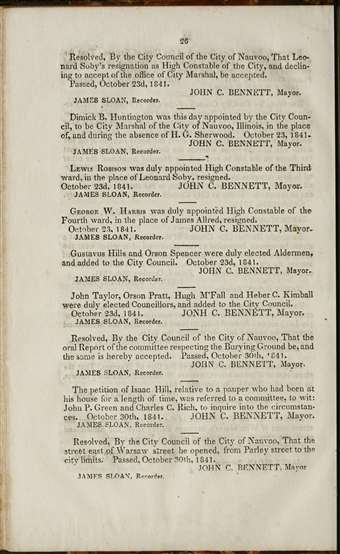 26
Resolved, By the City Council of the City of Nauvoo, That Leo-
nard Soby's resignation as High Constable of the City, and declin-
ing to accept of the office of City Marshal, be accepted.
Passed, October 23d, 1841.
JOHN C. BENNETT, Mayor.
JAMES SLOAN, Recorder.
Dimick B. Huntington was this day appointed by the City Coun-
cil, to be City Marshal of the City of Nauvoo, Illinois, in the place
of, and during the absence of H. G. Sherwood. October 23, 1841.
JOHN C. BENNETT, Mayor.
JAMES SLOAN, Recorder.
LEWIS ROBISON was duly appointed High Constable of the Third
ward, in the place of Leonard Soby, resigned.
October 23d, 1841. JOHN C. BENNETT, Mayor.
JAMES SLOAN, Recorder.
GEORGE W. HARRIS was duly appointed High Constable of the
Fourth ward, in the place of James Allred, resigned.
October 23, 1841. JOHN C. BENNETT, Mayor.
JAMES SLOAN, Recorder.
Gustavus Hills and Orson Spencer were duly elected Aldermen,
and added to the City Council. October 23d, 1841.
JOHN C. BENNETT, Mayor.
JAMES SLOAN, Recorder.
John Taylor, Orson Pratt, Hugh M'Fall and Heber C. Kimball
were duly elected Councillors, and added to the City Council.
October 23d, 1841. JONH C. BENNETT, Mayor.
JAMES SLOAN, Recorder.
Resolved, By the City Council of the City of Nauvoo, That the
oral Report of the committee respecting the Burying Ground be, and
the same is hereby accepted. Passed, October 30th, 1841.
JOHN C. BENNETT, Mayor.
JAMES SLOAN, Recorder.
The petition of Isaac Hill, relative to a pauper who had been at
his house for a length of time, was referred to a committee, to wit:
John P. Green and Charles C. Rich, to inquire into the circumstan-
ces. October 30th, 1841. JOHN C. BENNETT, Mayor.
JAMES SLOAN, Recorder.
Resolved, By the City Council of the City of Nauvoo, That the
street east of Warsaw street be opened, from Parley street to the
city limits. Passed, October 30th, 1841.
JOHN C. BENNETT, Mayor
JAMES SLOAN, Recorder.